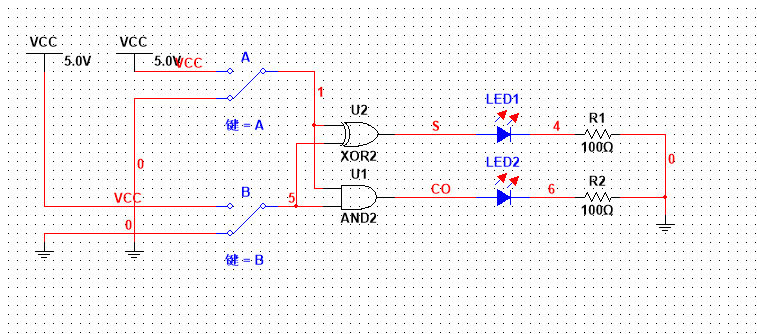 VCC
VCC
5.0V
5.0V
VCC
A
1
键 = A
U2
XOR2
S
LED1
4
R1
100Ω
0
0
VCC
0
B
键 = B
5
U1
AND2
CO
LED2
6
R2
100Ω